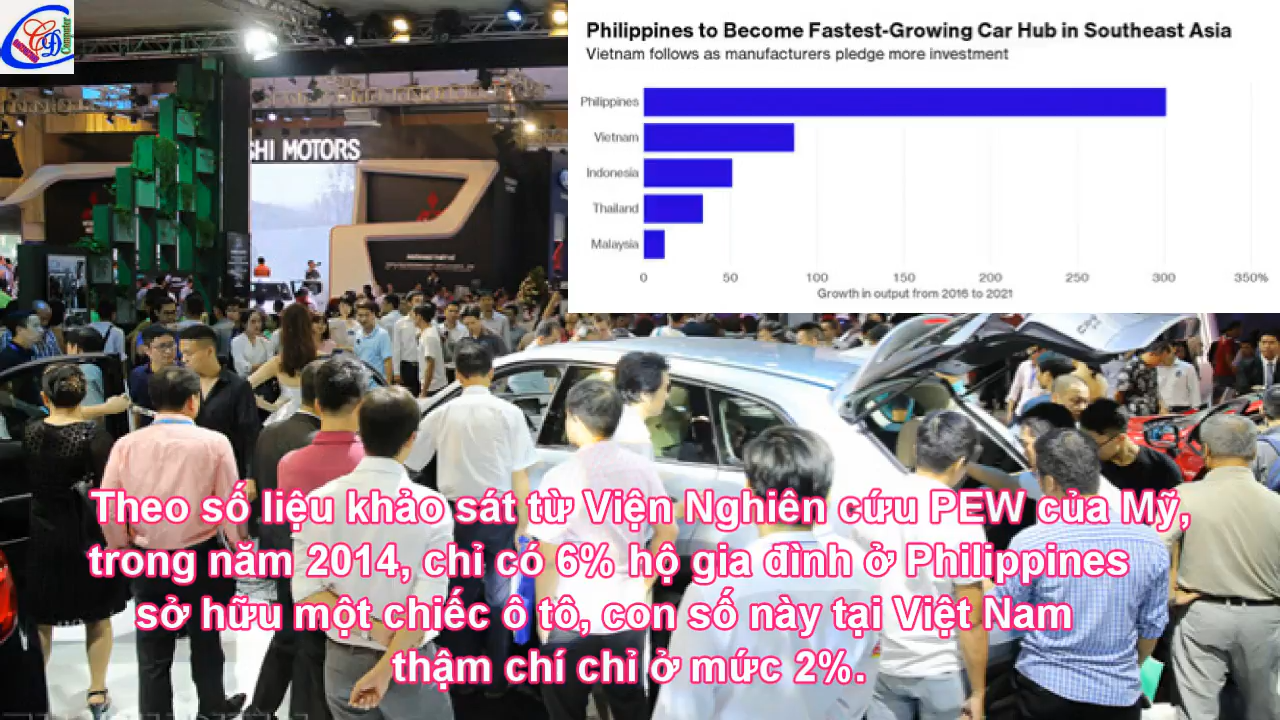 Computer
Philippines to Become Fastest-Growing Car Hub in Southeast Asia
Vietnam follows as manufacturers pledge more investment
Philippines
Vietnam
Indonesia
Thailand
Malaysia
0 50 100 150 200 250 300 350%
Growth in output from 2016 to 2021
SHI MOTORS
Theo số liệu khảo sát từ Viện Nghiên cứu PEW của Mỹ,
trong năm 2014, chỉ có 6% hộ gia đình ở Philippines
sở hữu một chiếc ô tô, con số này tại Việt Nam
thậm chí chỉ ở mức 2%.